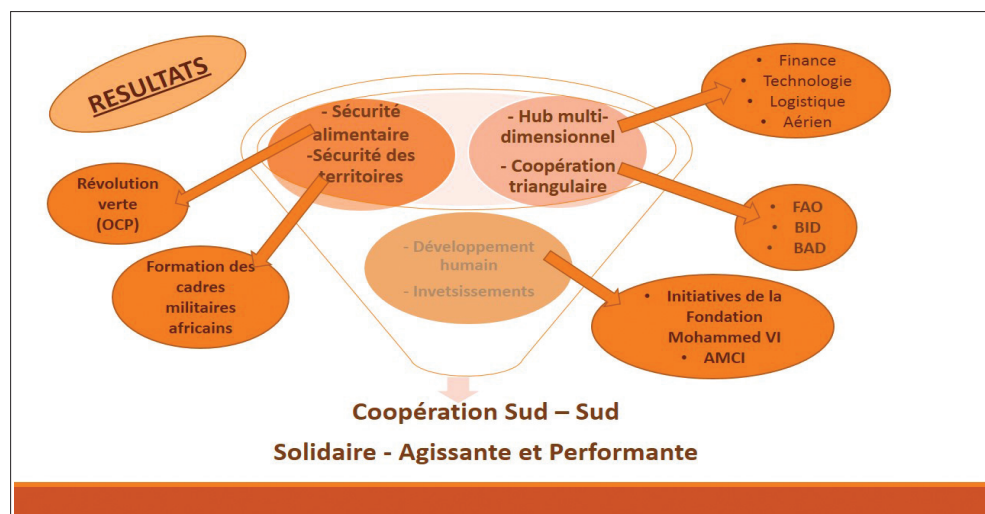 RESULTATS
- Sécurité
alimentaire
-Sécurité des
territoires
- Hub multi-
dimensionnel
- Coopération
triangulaire
• Finance
• Technologie
• Logistique
• Aérien
Révolution
verte
(OCP)
• FAO
• BID
• BAD
- Développement
humain
- Invetsissements
Formation des
cadres
militaires
africains
• Initiatives de la
Fondation
Mohammed VI
• AMCI
Coopération Sud – Sud
Solidaire - Agissante et Performante